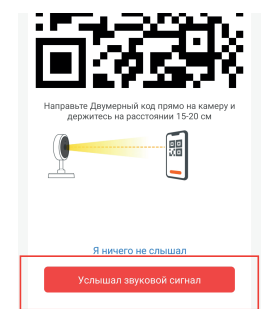 Направьте Двумерный код прямо на камеру и
держитесь на расстоянии 15-20 см
Я ничего не слышал
Услышал звуковой сигнал